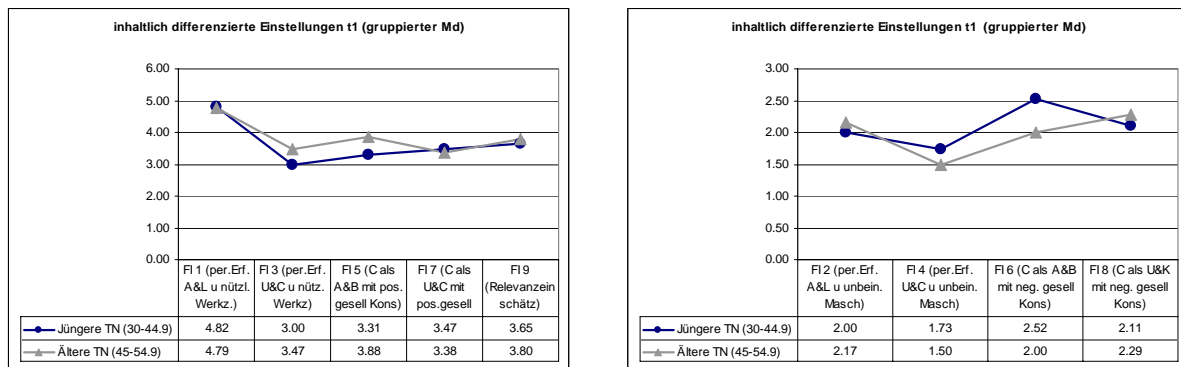 inhaltlich differenzierte Einstellungen t1 (gruppierter Md)
6.00
5.00
4.00
3.00
2.00
1.00
0.00
FI 1 (per.Erf. A&L u nützl. Werkz.)
FI 3 (per.Erf. U&C u nütz. Werkz)
FI 5 (C als A&B mit pos. gesell Kons)
FI 7 (C als U&C mit pos.gesell
FI 9 (Relevanzein schätz)
Jüngere TN (30-44.9) 4.82 3.00 3.31 3.47 3.65
Ältere TN (45-54.9) 4.79 3.47 3.88 3.38 3.80
inhaltlich differenzierte Einstellungen t1 (gruppierter Md)
3.00
2.50
2.00
1.50
1.00
0.50
0.00
FI 2 (per.Erf. A&L u unbein. Masch)
FI 4 (per.Erf. U&C u unbein. Masch)
FI 6 (C als A&B mit neg. gesell Kons)
FI 8 (C als U&K mit neg. gesell Kons)
Jüngere TN (30-44.9) 2.00 1.73 2.52 2.11
Ältere TN (45-54.9) 2.17 1.50 2.00 2.29